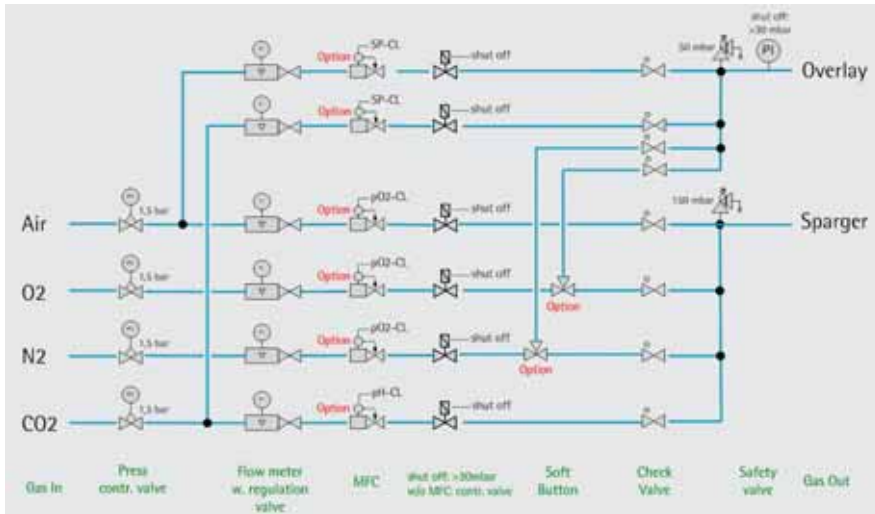 shut off:
>30 mbar
SP-CL
50 mbar
PI
Option
shut off
Overlay
SP-CL
Option
shut off
pO2-CL
150 mbar
1,5 bar
Option
shut off
Air
Sparger
pO2-CL
1,5 bar
Option
shut off
O2
Option
pO2-CL
1,5 bar
Option
shut off
N2
Option
pH-CL
1,5 bar
Option
shut off
CO2
Gas In
Press
contr. valve
Flow meter
w. regulation
valve
MFC
shut off: >30mbar
w/o MFC contr. valve
Soft
Button
Check
Valve
Safety
valve
Gas Out